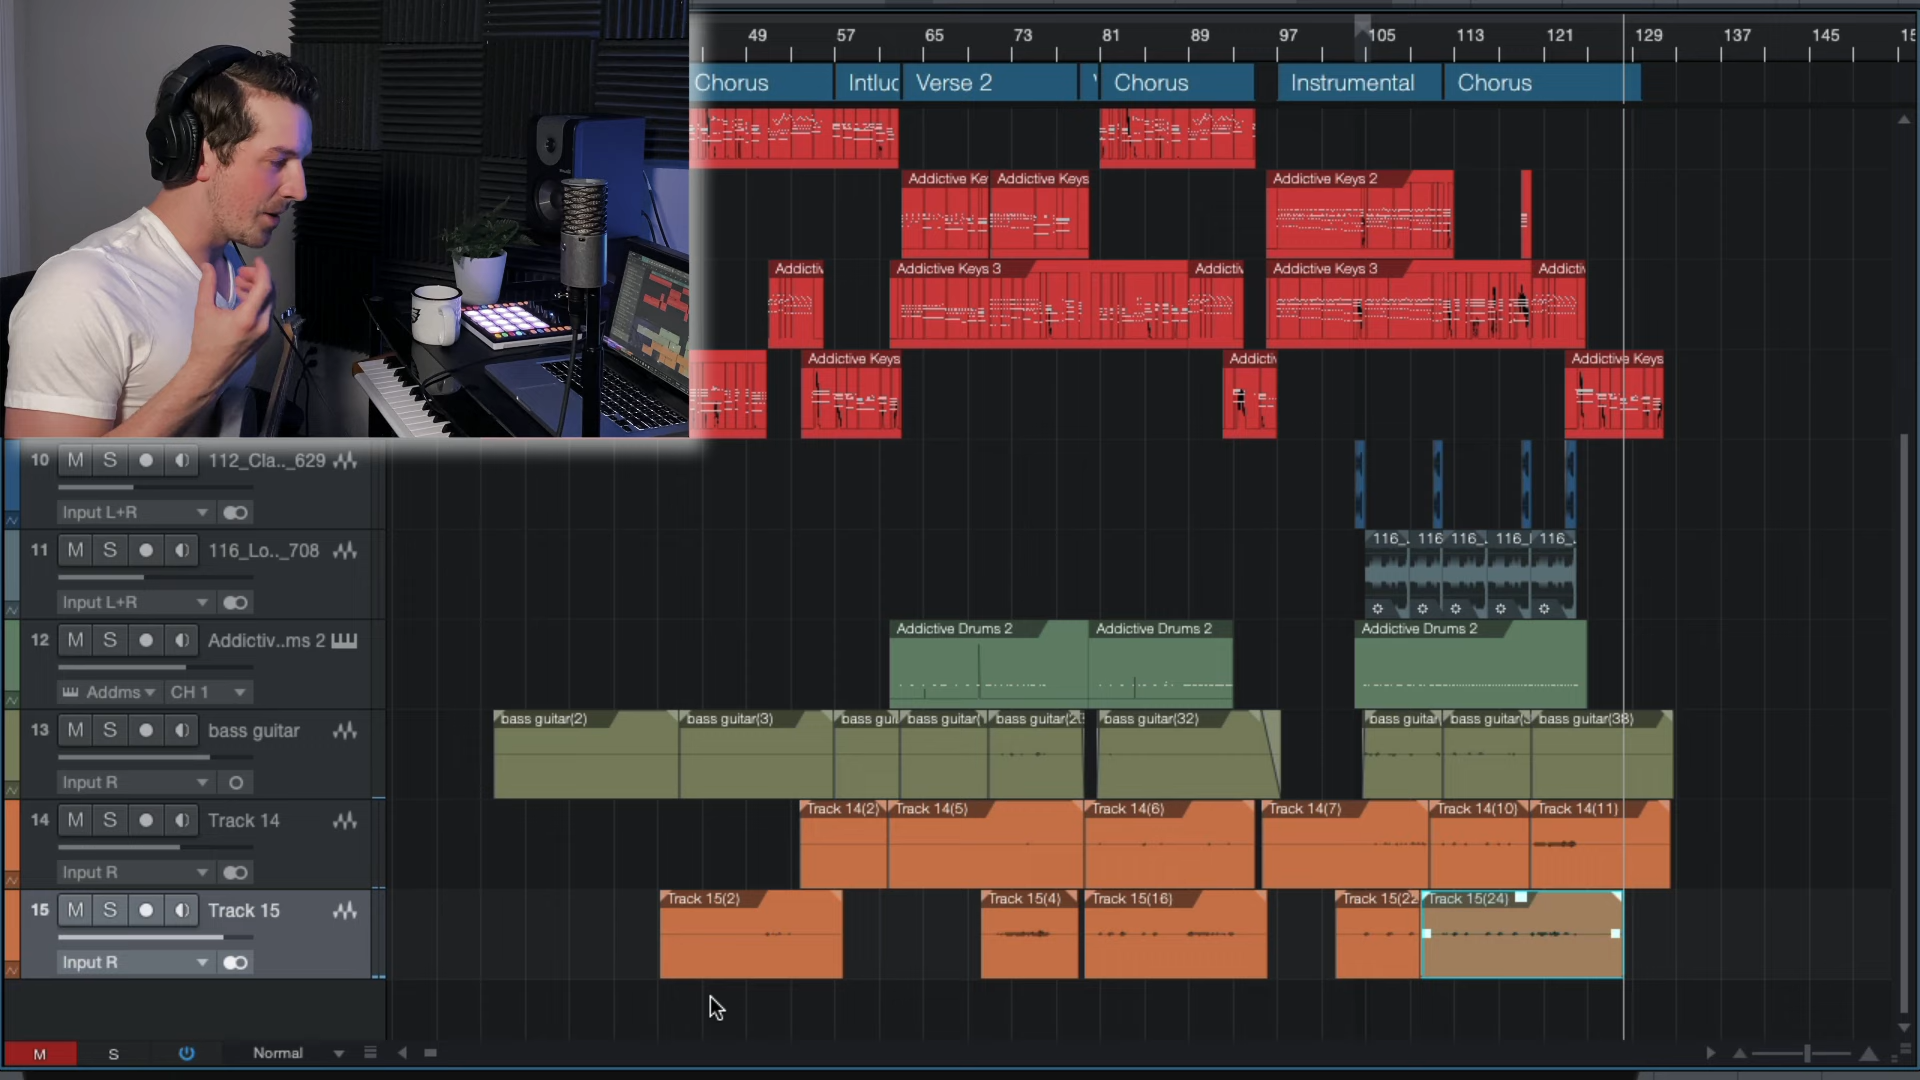 49 57 65 73 81 89 97 105 113 121 129 137 145
Chorus Intluc Verse 2 Chorus Instrumental Chorus
Addictive Ke Addictive Keys Addictive Keys 2
Addictiv Addictive Keys 3 Addictiv Addictive Keys 3 Addictiv
Addictive Keys Addictiv Addictive Keys
10 M S 112_Cla.._629
Input L+R
11 M S 116_Lo.._708 116_. 116 116_. 116_ 116_.
Input L+R
12 M S Addictiv..ms 2 Addictive Drums 2 Addictive Drums 2 Addictive Drums 2
Addms CH 1
13 M S bass guitar bass guitar(2) bass guitar(3) bass gui bass guitar( bass guitar(2 bass guitar(32) bass guitar bass guitar(3 bass guitar(38)
Input R
14 M S Track 14 Track 14(2) Track 14(5) Track 14(6) Track 14(7) Track 14(10) Track 14(11)
Input R
15 M S Track 15 Track 15(2) Track 15(4) Track 15(16) Track 15(22 Track 15(24)
Input R
M S Normal